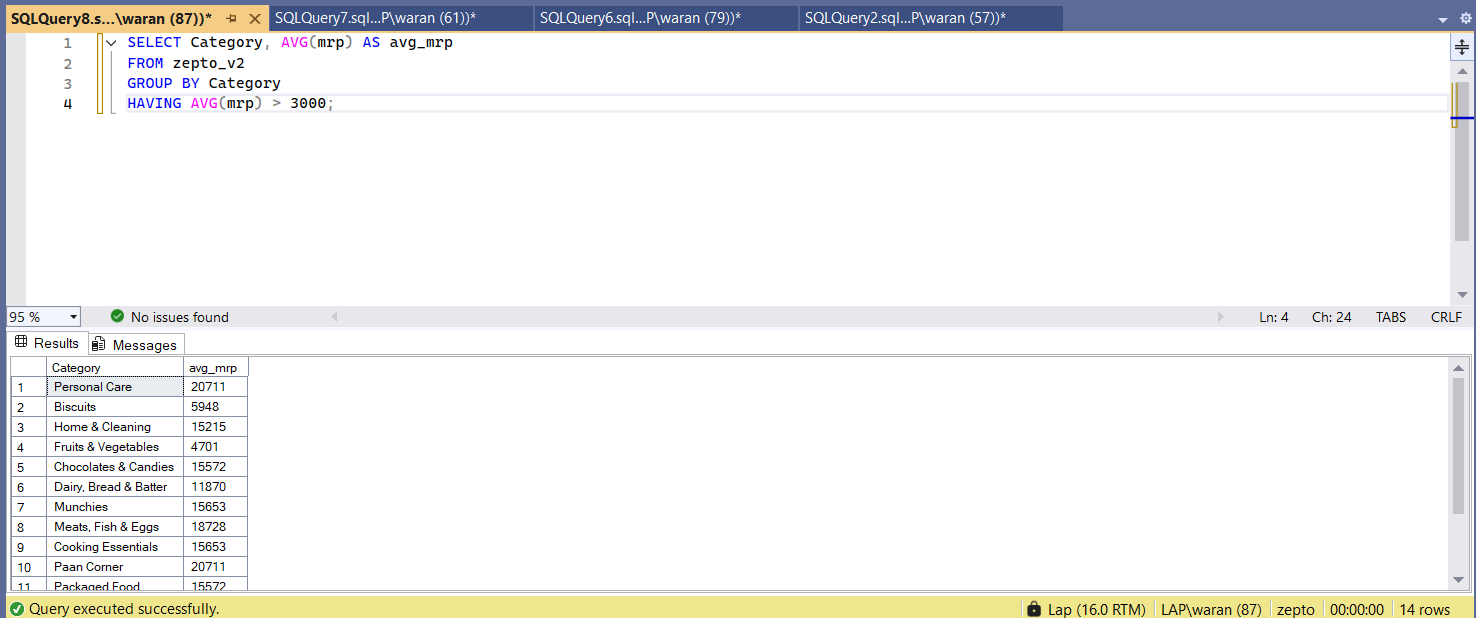 SQLQuery8.s...\waran (87))* SQLQuery7.sql...P\waran (61))* SQLQuery6.sql...P\waran (79))* SQLQuery2.sql...P\waran (57))*
1 SELECT Category, AVG(mrp) AS avg_mrp
2 FROM zepto_v2
3 GROUP BY Category
4 HAVING AVG(mrp) > 3000;
95 % No issues found Ln: 4 Ch: 24 TABS CRLF
Results Messages
Category avg_mrp
1 Personal Care 20711
2 Biscuits 5948
3 Home & Cleaning 15215
4 Fruits & Vegetables 4701
5 Chocolates & Candies 15572
6 Dairy, Bread & Batter 11870
7 Munchies 15653
8 Meats, Fish & Eggs 18728
9 Cooking Essentials 15653
10 Paan Corner 20711
11 Packaged Food 15572
Query executed successfully. Lap (16.0 RTM) LAP\waran (87) zepto 00:00:00 14 rows